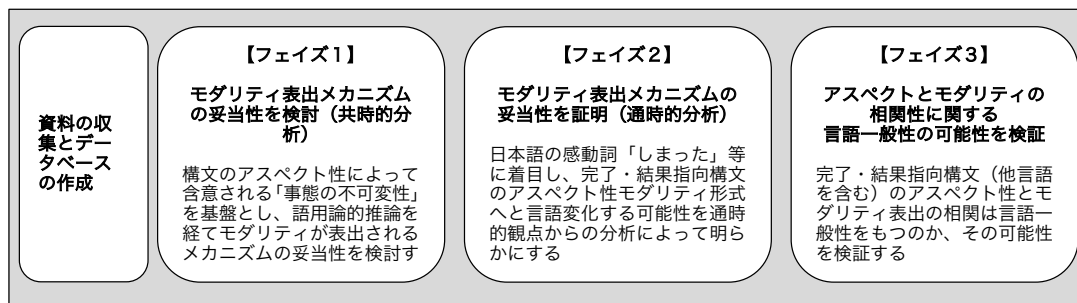 資料の収
集とデー
タベース
の作成
【フェイズ１】
モダリティ表出メカニズム
の妥当性を検討（共時的分
析）
構文のアスペクト性によって
含意される「事態の不可変性」
を基盤とし、語用論的推論を
経てモダリティが表出される
メカニズムの妥当性を検討す
【フェイズ２】
モダリティ表出メカニズムの
妥当性を証明（通時的分析）
日本語の感動詞「しまった」等
に着目し、完了・結果指向構文
のアスペクト性モダリティ形式
へと言語変化する可能性を通時
的観点からの分析によって明ら
かにする
【フェイズ３】
アスペクトとモダリティの
相関性に関する
言語一般性の可能性を検証
完了・結果指向構文（他言語
を含む）のアスペクト性とモ
ダリティ表出の相関は言語一
般性をもつのか、その可能性
を検証する